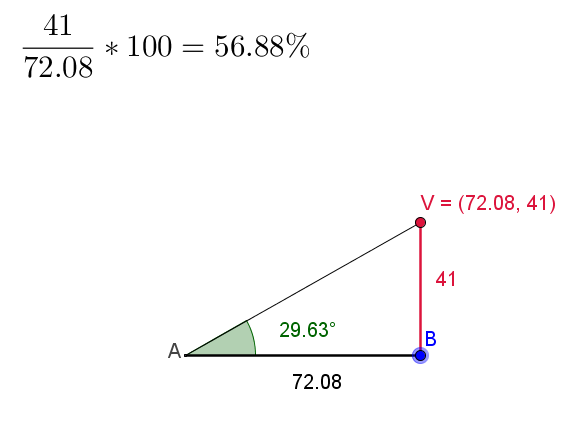 41
72.08 * 100 = 56.88%
V = (72.08, 41)
41
29.63°
B
A
72.08